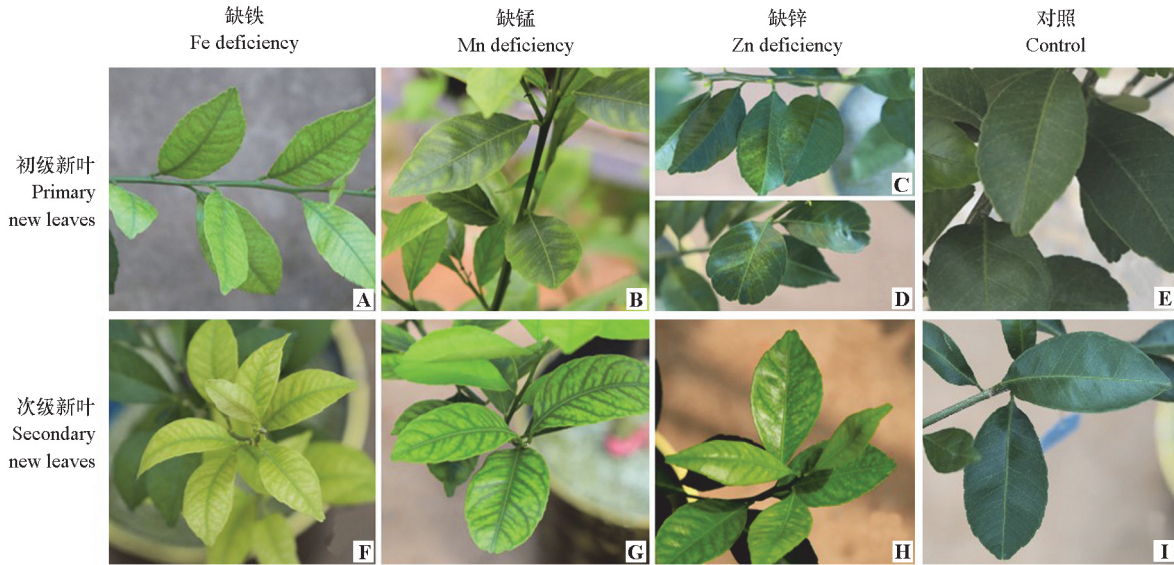 缺铁
Fe deficiency
缺锰
Mn deficiency
缺锌
Zn deficiency
对照
Control
初级新叶
Primary
new leaves
A
B
C
D
E
次级新叶
Secondary
new leaves
F
G
H
I